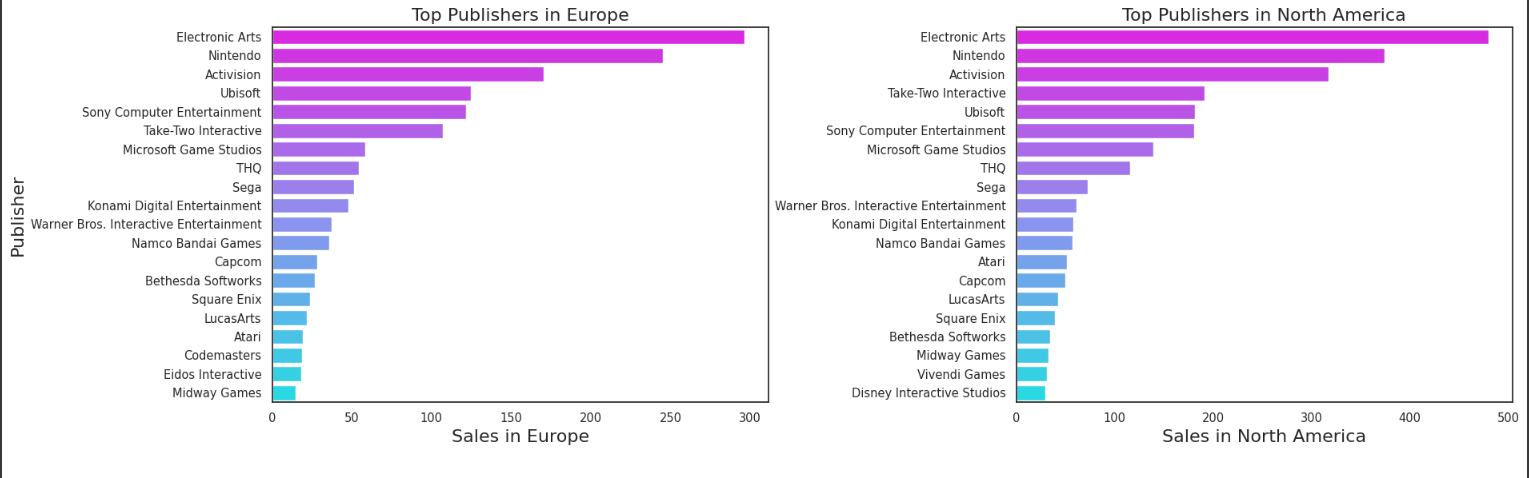 Top Publishers in Europe
Publisher
Electronic Arts
Nintendo
Activision
Ubisoft
Sony Computer Entertainment
Take-Two Interactive
Microsoft Game Studios
THQ
Sega
Konami Digital Entertainment
Warner Bros. Interactive Entertainment
Namco Bandai Games
Capcom
Bethesda Softworks
Square Enix
LucasArts
Atari
Codemasters
Eidos Interactive
Midway Games
0 50 100 150 200 250 300
Sales in Europe
Top Publishers in North America
Electronic Arts
Nintendo
Activision
Take-Two Interactive
Ubisoft
Sony Computer Entertainment
Microsoft Game Studios
THQ
Sega
Warner Bros. Interactive Entertainment
Konami Digital Entertainment
Namco Bandai Games
Atari
Capcom
LucasArts
Square Enix
Bethesda Softworks
Midway Games
Vivendi Games
Disney Interactive Studios
0 100 200 300 400 500
Sales in North America